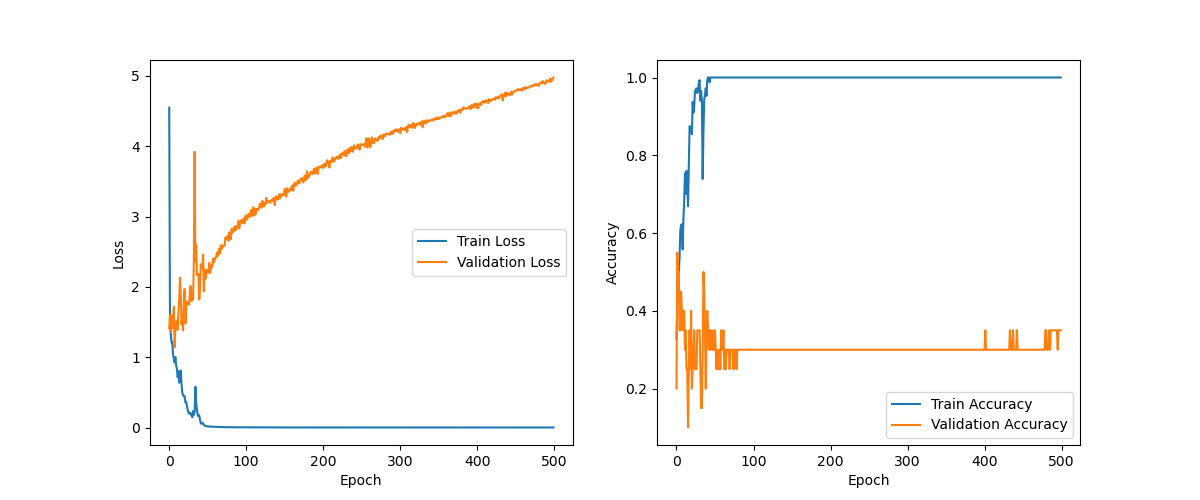 5
4
3
2
1
0
Loss
0 100 200 300 400 500
Epoch
Train Loss
Validation Loss
1.0
0.8
0.6
0.4
0.2
Accuracy
0 100 200 300 400 500
Epoch
Train Accuracy
Validation Accuracy